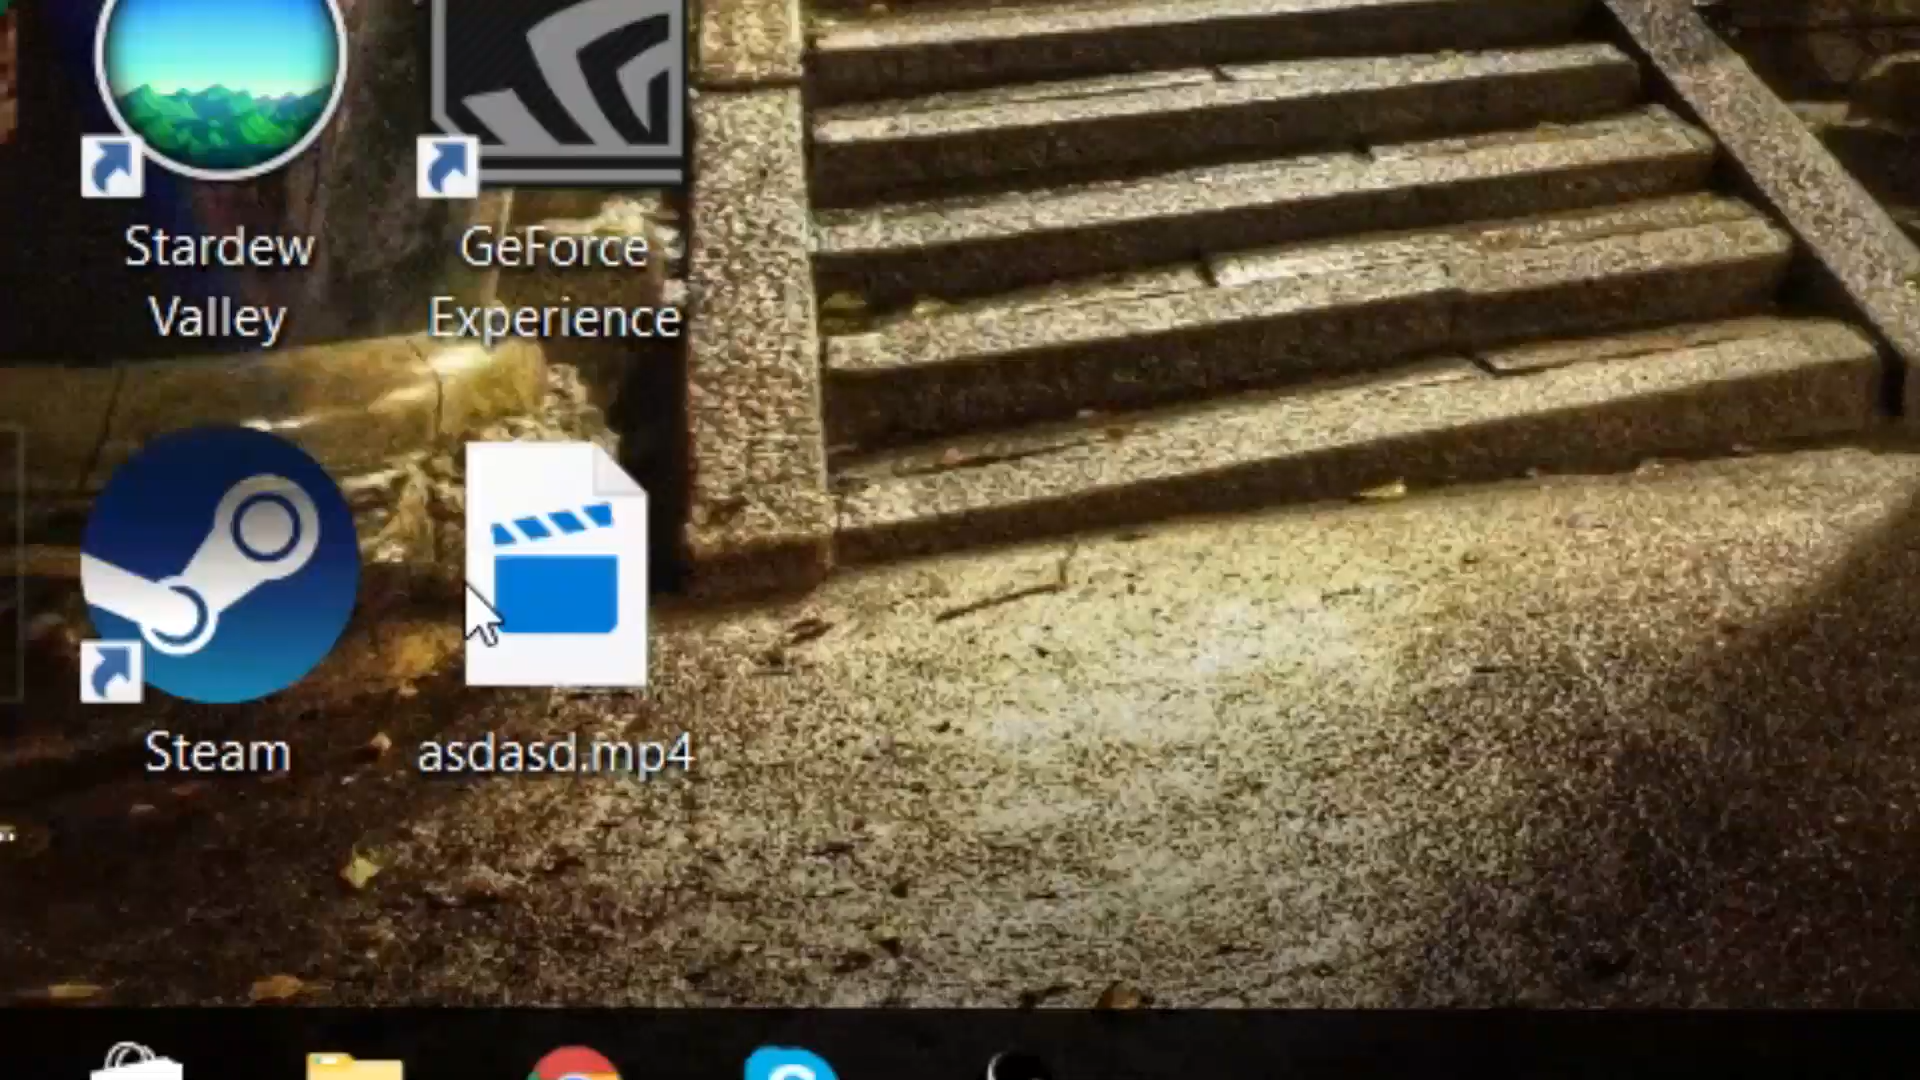 Stardew
Valley
GeForce
Experience
Steam
asdasd.mp4